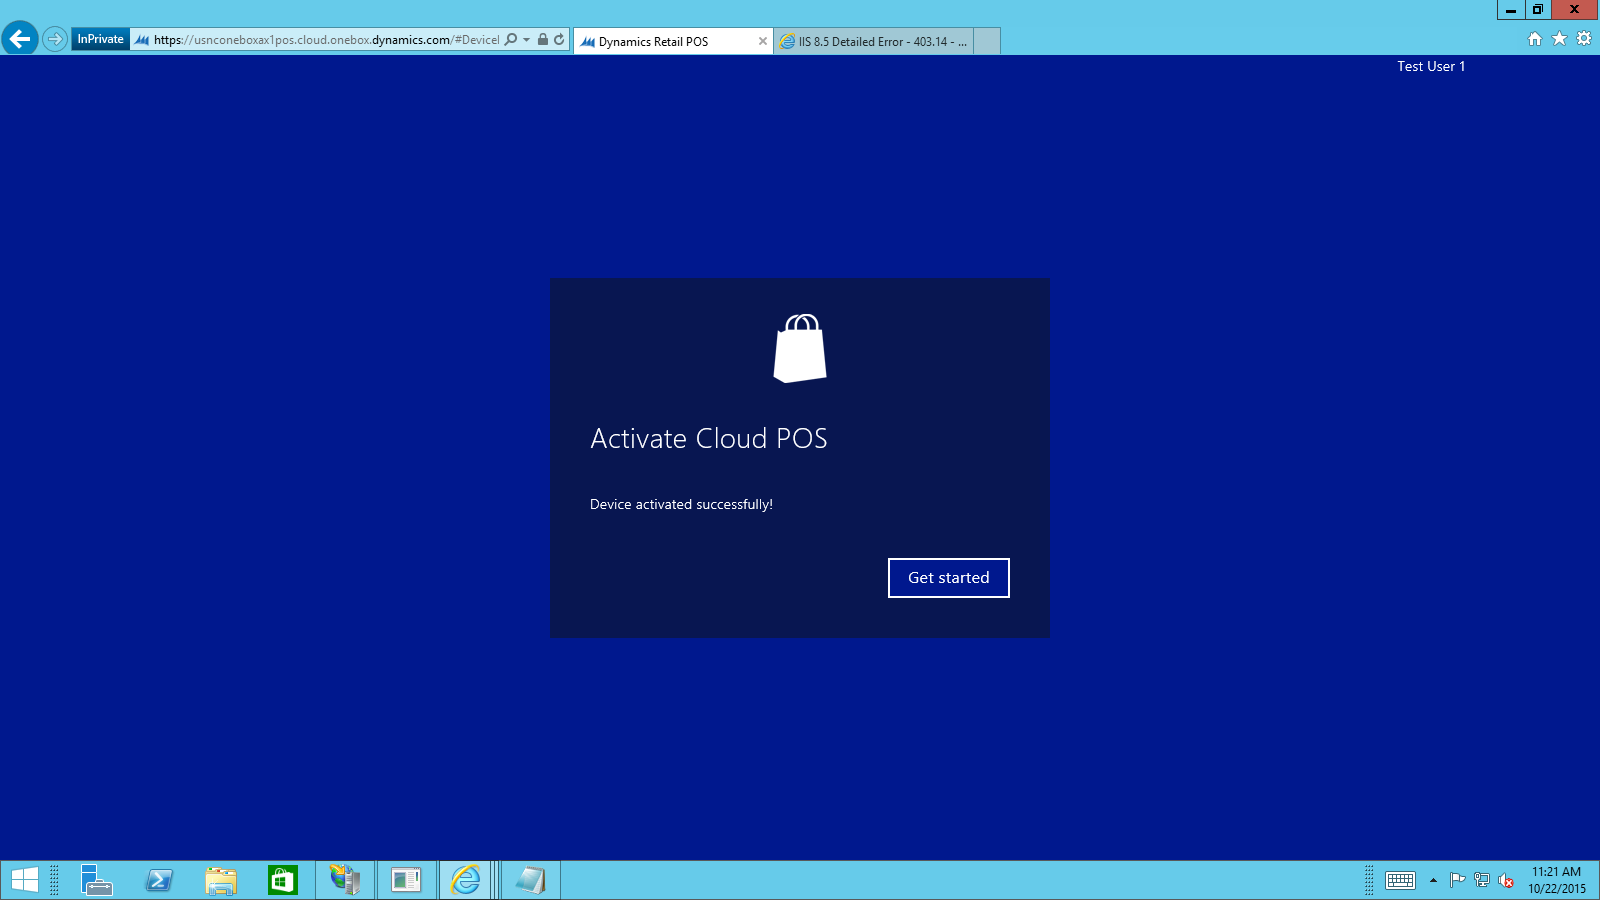 InPrivate
https://usnconeboxax1pos.cloud.onebox.dynamics.com/#DeviceI
Dynamics Retail POS
IIS 8.5 Detailed Error - 403.14 - ...
Test User 1
Activate Cloud POS
Device activated successfully!
Get started
11:21 AM
10/22/2015